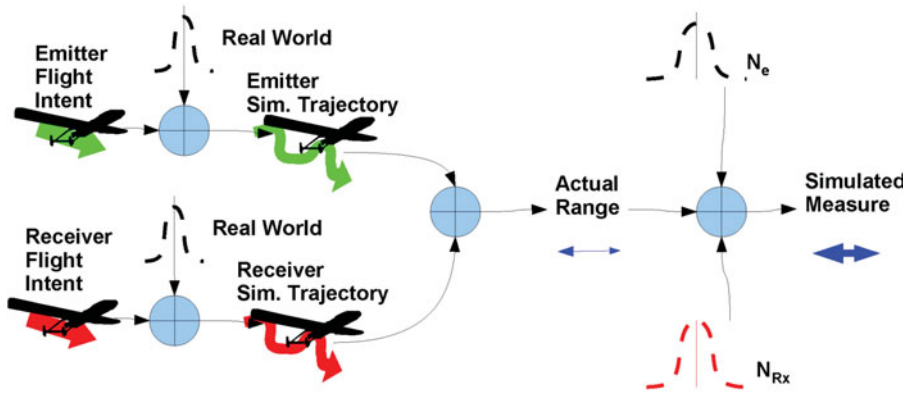 Emitter
Flight
Intent
Real World
Emitter
Sim. Trajectory
Receiver
Flight
Intent
Real World
Receiver
Sim. Trajectory
Actual
Range
Ne
Simulated
Measure
NRx